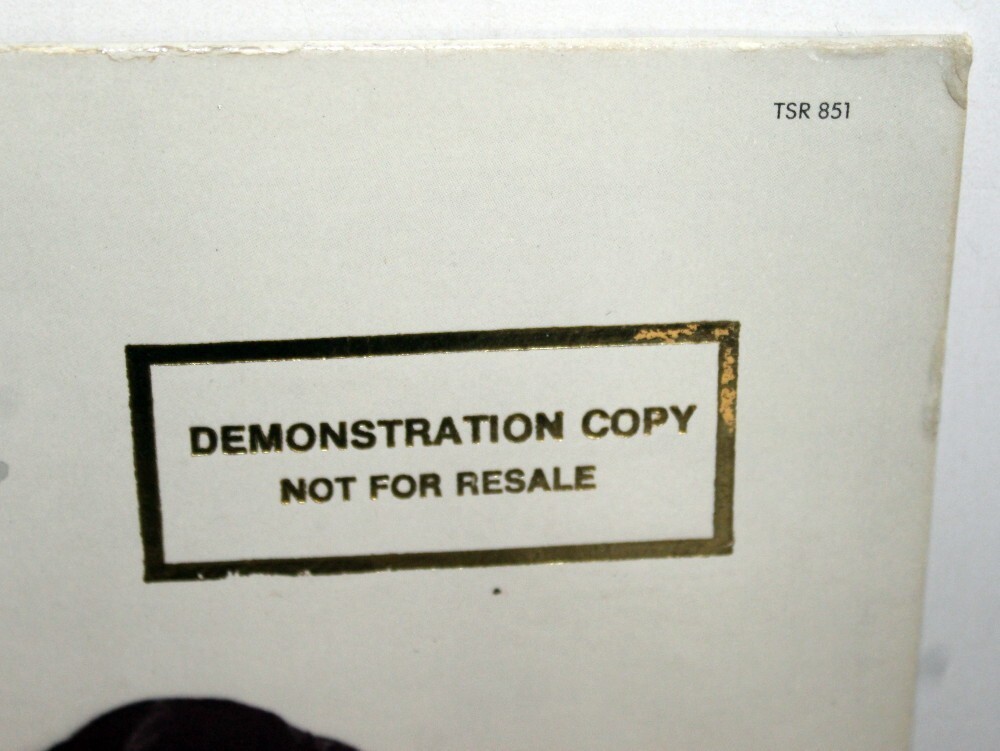 TSR 851
DEMONSTRATION COPY
NOT FOR RESALE